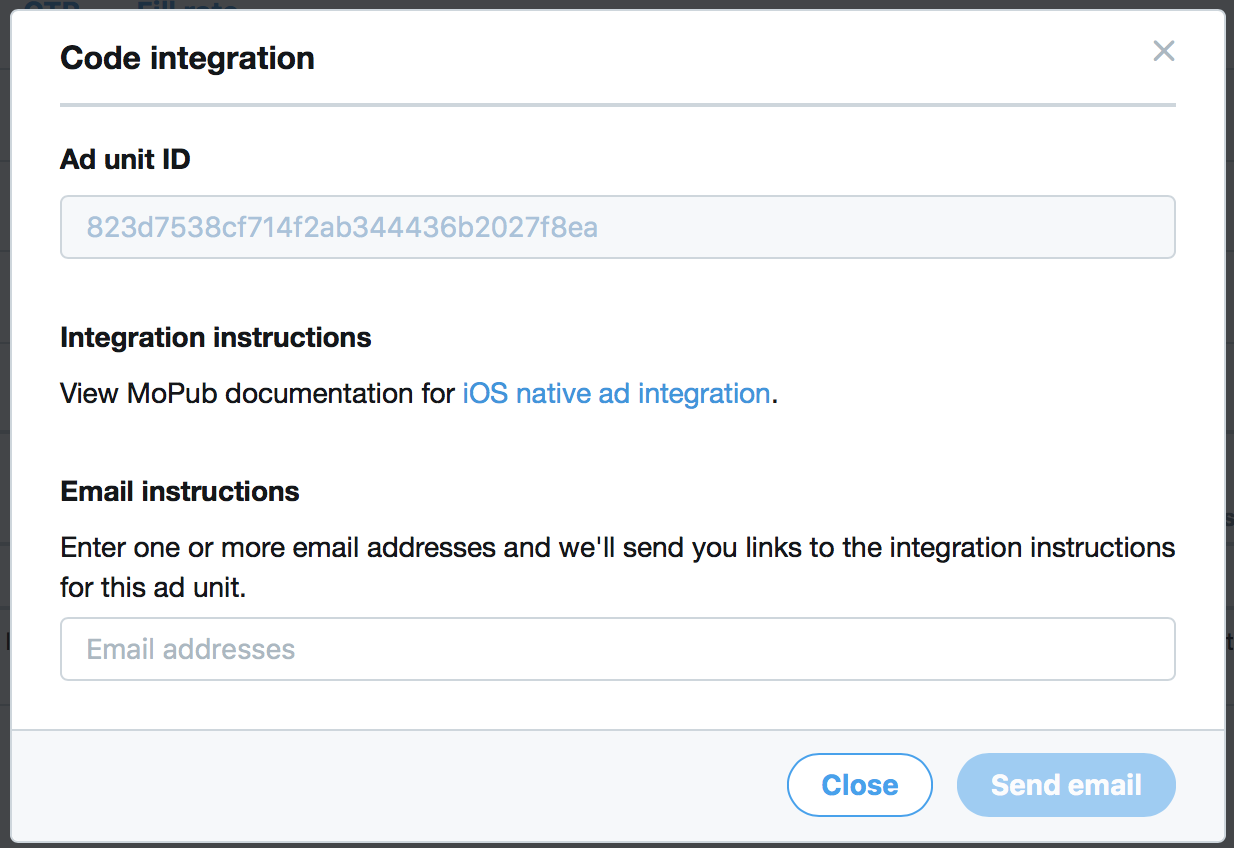 Code integration
Ad unit ID
823d7538cf714f2ab344436b2027f8ea
Integration instructions
View MoPub documentation for iOS native ad integration.
Email instructions
Enter one or more email addresses and we'll send you links to the integration instructions
for this ad unit.
Email addresses
Close
Send email